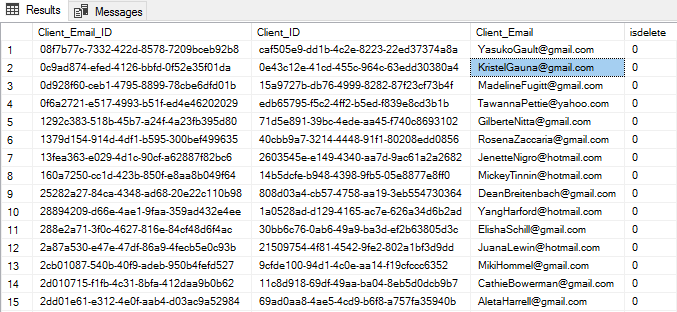 Results Messages
Client_Email_ID Client_ID Client_Email isdelete
1 08f7b77c-7332-422d-8578-7209bceb92b8 caf505e9-dd1b-4c2e-8223-22ed37374a8a YasukoGault@gmail.com 0
2 0c9ad874-efed-4126-bbfd-0f52e35f01da 0e43c12e-41cd-455c-964c-63edd30380a4 KristelGauna@gmail.com 0
3 0d928f60-ceb1-4795-8899-78cbe6dfd01b 15a9727b-db76-4999-8282-87f23cf73b4f MadelineFugitt@gmail.com 0
4 0f6a2721-e517-4993-b51f-ed4e46202029 edb65795-f5c2-4ff2-b5ed-f839e8cd3b1b TawannaPettie@yahoo.com 0
5 1292c383-518b-45b7-a24f-4a23fb395d80 71d5e891-39bc-4ede-aa45-f740c8693102 GilberteNitta@gmail.com 0
6 1379d154-914d-4df1-b595-300bef499635 40cbb9a7-3214-4448-91f1-80208edd0856 RosenaZaccaria@gmail.com 0
7 13fea363-e029-4d1c-90cf-a62887f82bc6 2603545e-e149-4340-aa7d-9ac61a2a2682 JenetteNigro@hotmail.com 0
8 160a7250-cc1d-423b-850f-e8aa8b049f64 14b5dcfe-b948-4398-9fb5-05e8877e8ff0 MickeyTinnin@hotmail.com 0
9 25282a27-84ca-4348-ad68-20e22c110b98 808d03a4-cb57-4758-aa19-3eb554730364 DeanBreitenbach@gmail.com 0
10 28894209-d66e-4ae1-9faa-359ad432e4ee 1a0528ad-d129-4165-ac7e-626a34d6b2ad YangHarford@hotmail.com 0
11 288e2a71-3f0c-4627-816e-84cf48d6f4ac 30bb6c76-0ab6-49a9-ba3d-ef2b63805d3c ElishaSchill@gmail.com 0
12 2a87a530-e47e-47df-86a9-4fecb5e0c93b 21509754-4f81-4542-9fe2-802a1bf3d9dd JuanaLewin@hotmail.com 0
13 2cb01087-540b-40f9-adeb-950b4fefd527 9cfde100-94d1-4c0e-aa14-f19cfccc6352 MikiHommel@gmail.com 0
14 2d010715-f1fb-4c31-8bfa-412daa9b0b62 11c8d918-69df-49aa-ba04-8eb5d0dcb9b7 CathieBowerman@gmail.com 0
15 2dd01e61-e312-4e0f-aab4-d03ac9a52984 69ad0aa8-4ae5-4cd9-b6f8-a757fa35940b AletaHarrell@gmail.com 0